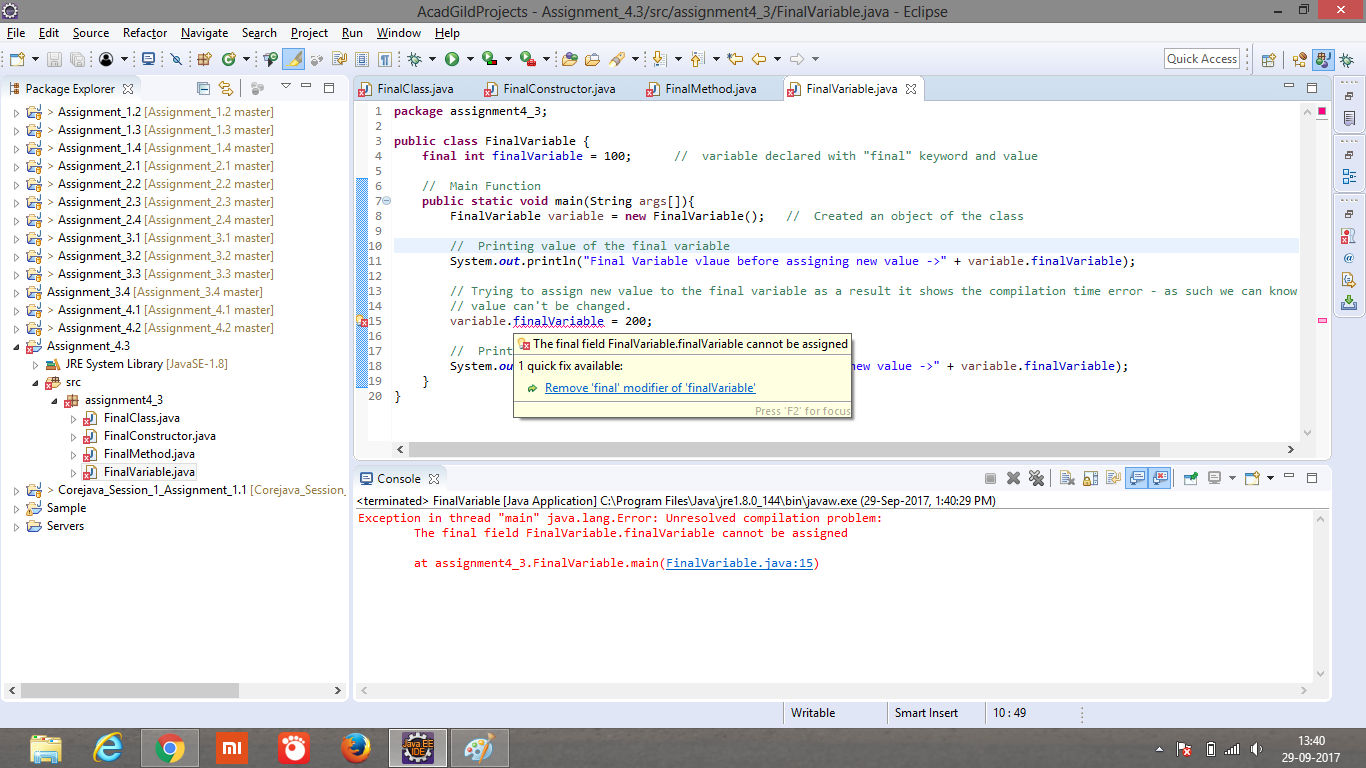 AcadGildProjects - Assignment_4.3/src/assignment4_3/FinalVariable.java - Eclipse
File Edit Source Refactor Navigate Search Project Run Window Help
Quick Access
Package Explorer
> Assignment_1.2 [Assignment_1.2 master]
> Assignment_1.3 [Assignment_1.3 master]
> Assignment_1.4 [Assignment_1.4 master]
> Assignment_2.1 [Assignment_2.1 master]
> Assignment_2.2 [Assignment_2.2 master]
> Assignment_2.3 [Assignment_2.3 master]
> Assignment_2.4 [Assignment_2.4 master]
> Assignment_3.1 [Assignment_3.1 master]
> Assignment_3.2 [Assignment_3.2 master]
> Assignment_3.3 [Assignment_3.3 master]
Assignment_3.4 [Assignment_3.4 master]
> Assignment_4.1 [Assignment_4.1 master]
> Assignment_4.2 [Assignment_4.2 master]
Assignment_4.3
JRE System Library [JavaSE-1.8]
src
assignment4_3
FinalClass.java
FinalConstructor.java
FinalMethod.java
FinalVariable.java
> Corejava_Session_1_Assignment_1.1 [Corejava_Session_
Sample
Servers
FinalClass.java FinalConstructor.java FinalMethod.java FinalVariable.java
1 package assignment4_3;
2
3 public class FinalVariable {
4 final int finalVariable = 100; // variable declared with "final" keyword and value
5
6 // Main Function
7 public static void main(String args[]){
8 FinalVariable variable = new FinalVariable(); // Created an object of the class
9
10 // Printing value of the final variable
11 System.out.println("Final Variable vlaue before assigning new value ->" + variable.finalVariable);
12
13 // Trying to assign new value to the final variable as a result it shows the compilation time error - as such we can know
14 // value can't be changed.
15 variable.finalVariable = 200;
16
17 // Print
18 System.ou new value ->" + variable.finalVariable);
19 }
20 }
The final field FinalVariable.finalVariable cannot be assigned
1 quick fix available:
Remove 'final' modifier of 'finalVariable'
Press 'F2' for focus
Console
<terminated> FinalVariable [Java Application] C:\Program Files\Java\jre1.8.0_144\bin\javaw.exe (29-Sep-2017, 1:40:29 PM)
Exception in thread "main" java.lang.Error: Unresolved compilation problem:
The final field FinalVariable.finalVariable cannot be assigned
at assignment4_3.FinalVariable.main(FinalVariable.java:15)
Writable Smart Insert 10 : 49
mi
Java EE
IDE
13:40
29-09-2017